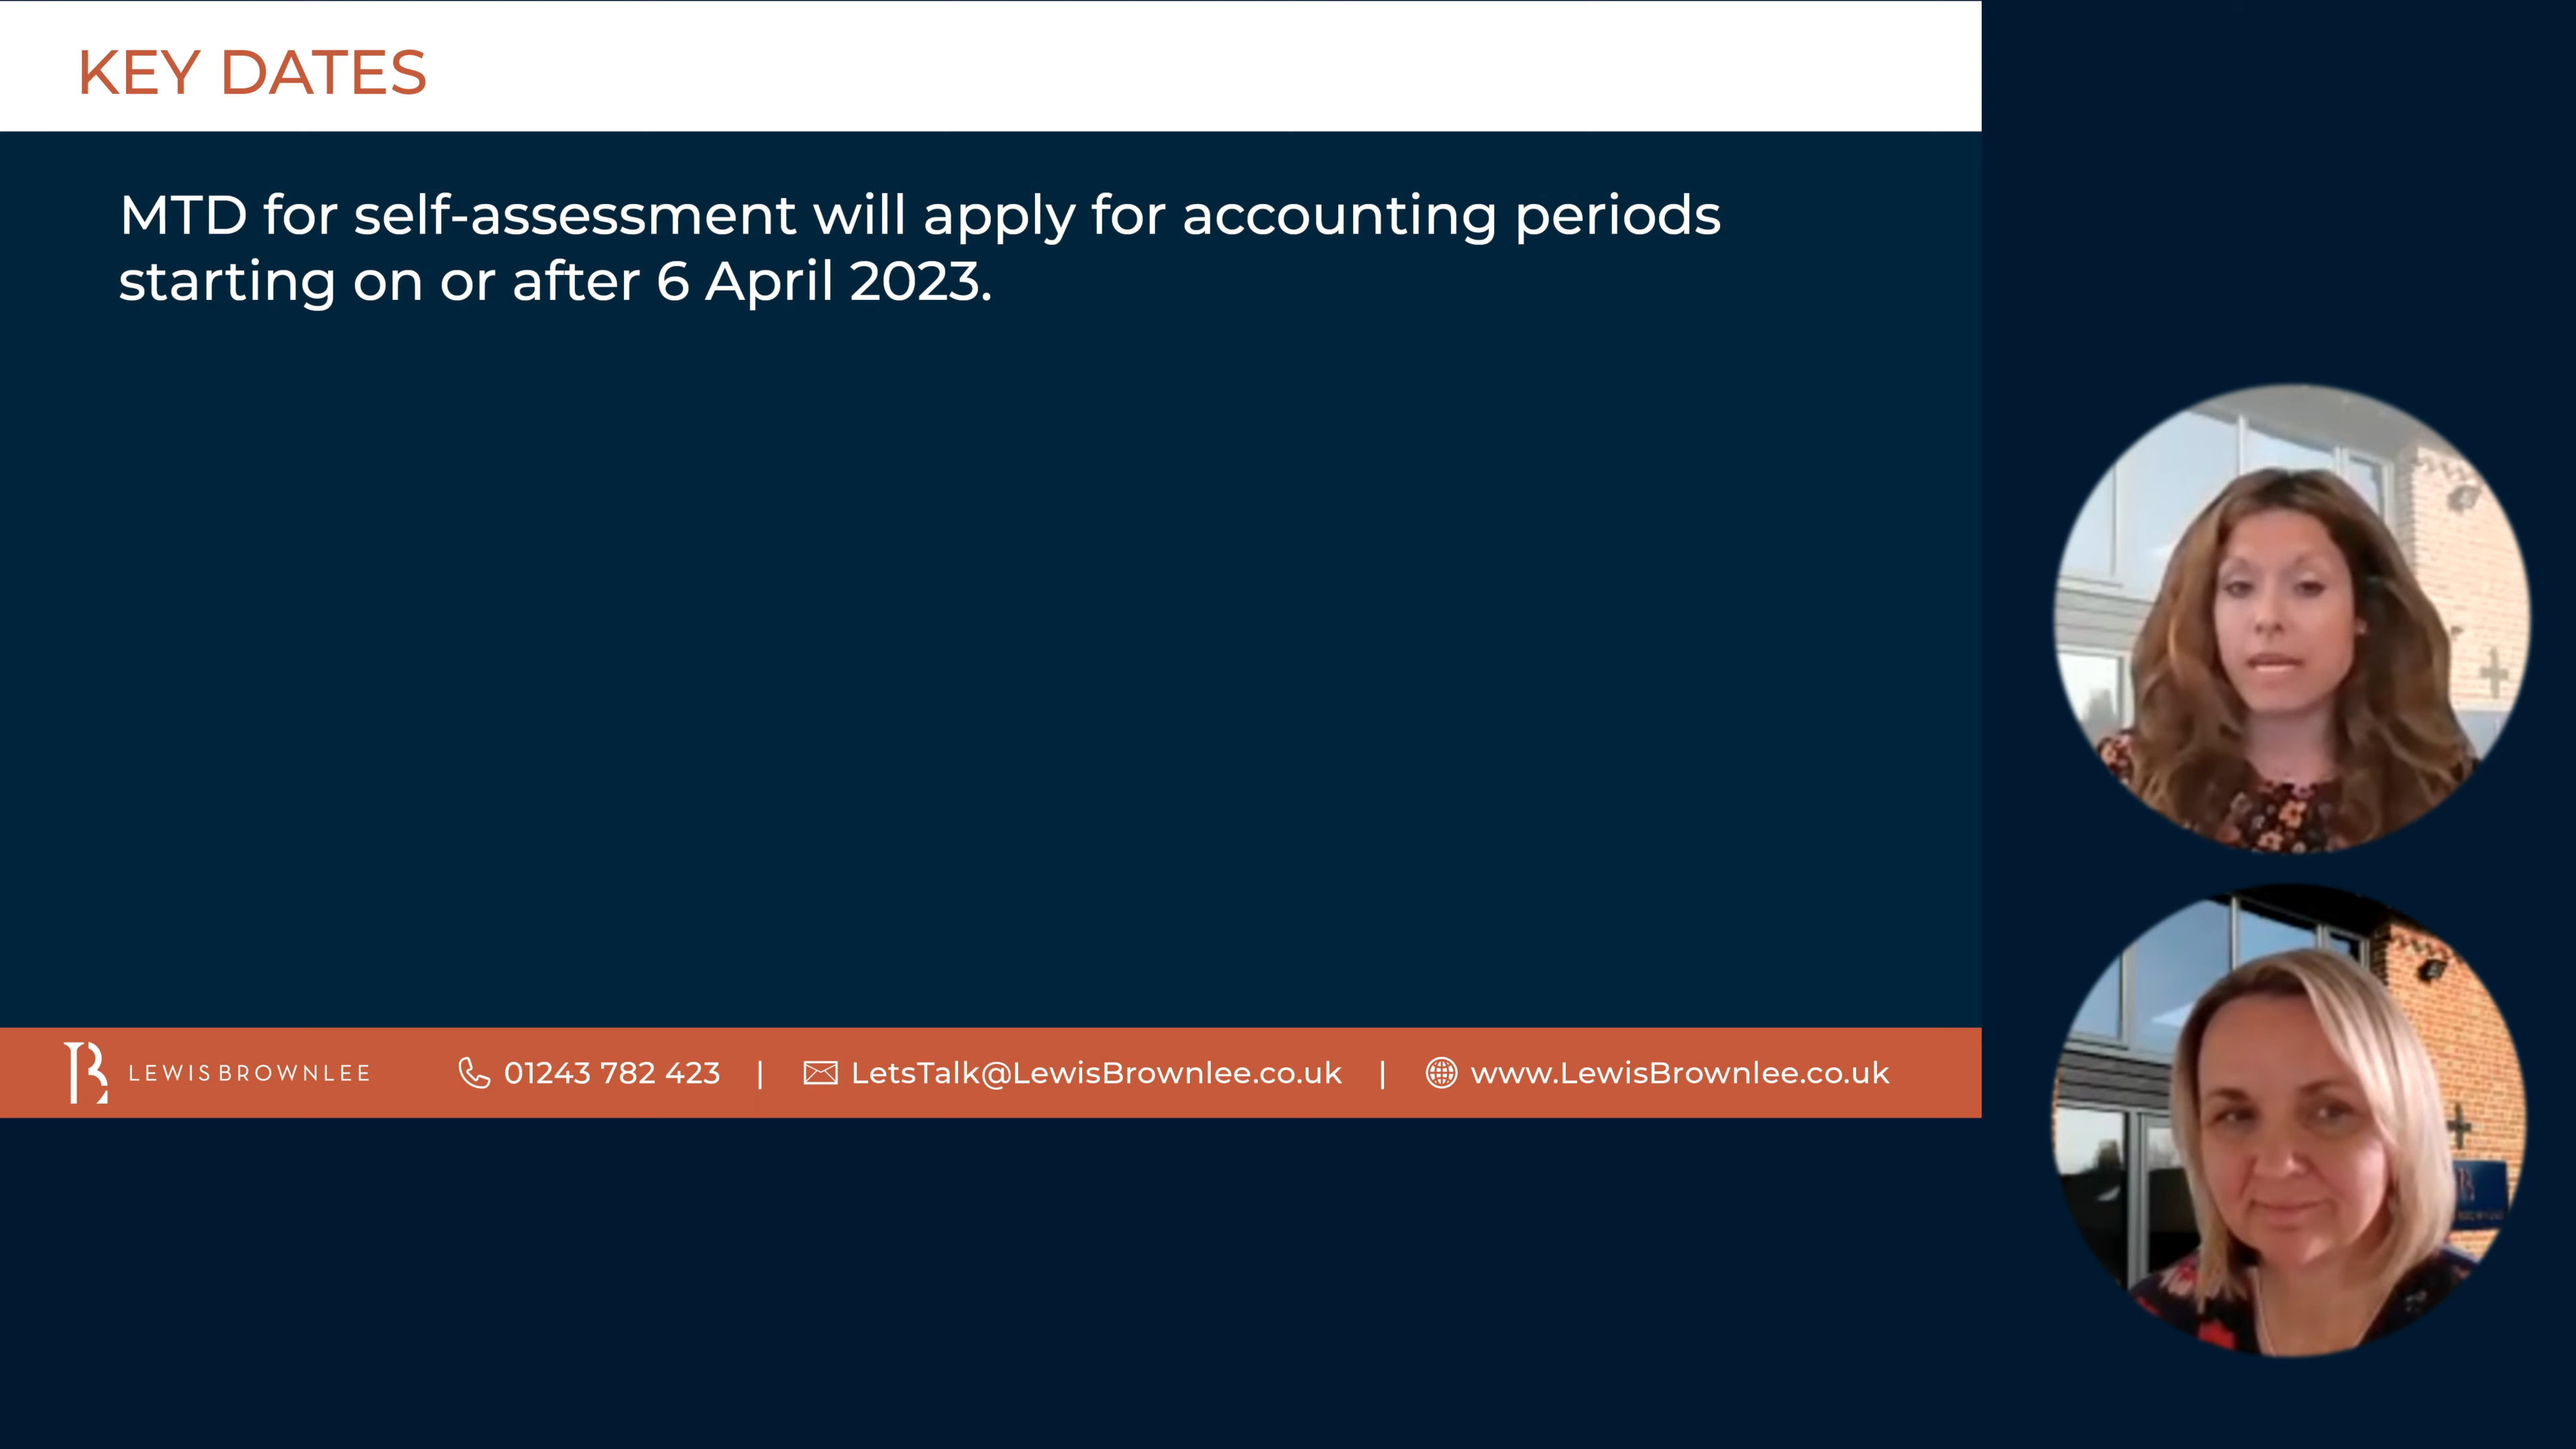 KEY DATES
MTD for self-assessment will apply for accounting periods
starting on or after 6 April 2023.
LEWIS BROWNLEE 01243 782 423 | LetsTalk@LewisBrownlee.co.uk | www.LewisBrownlee.co.uk